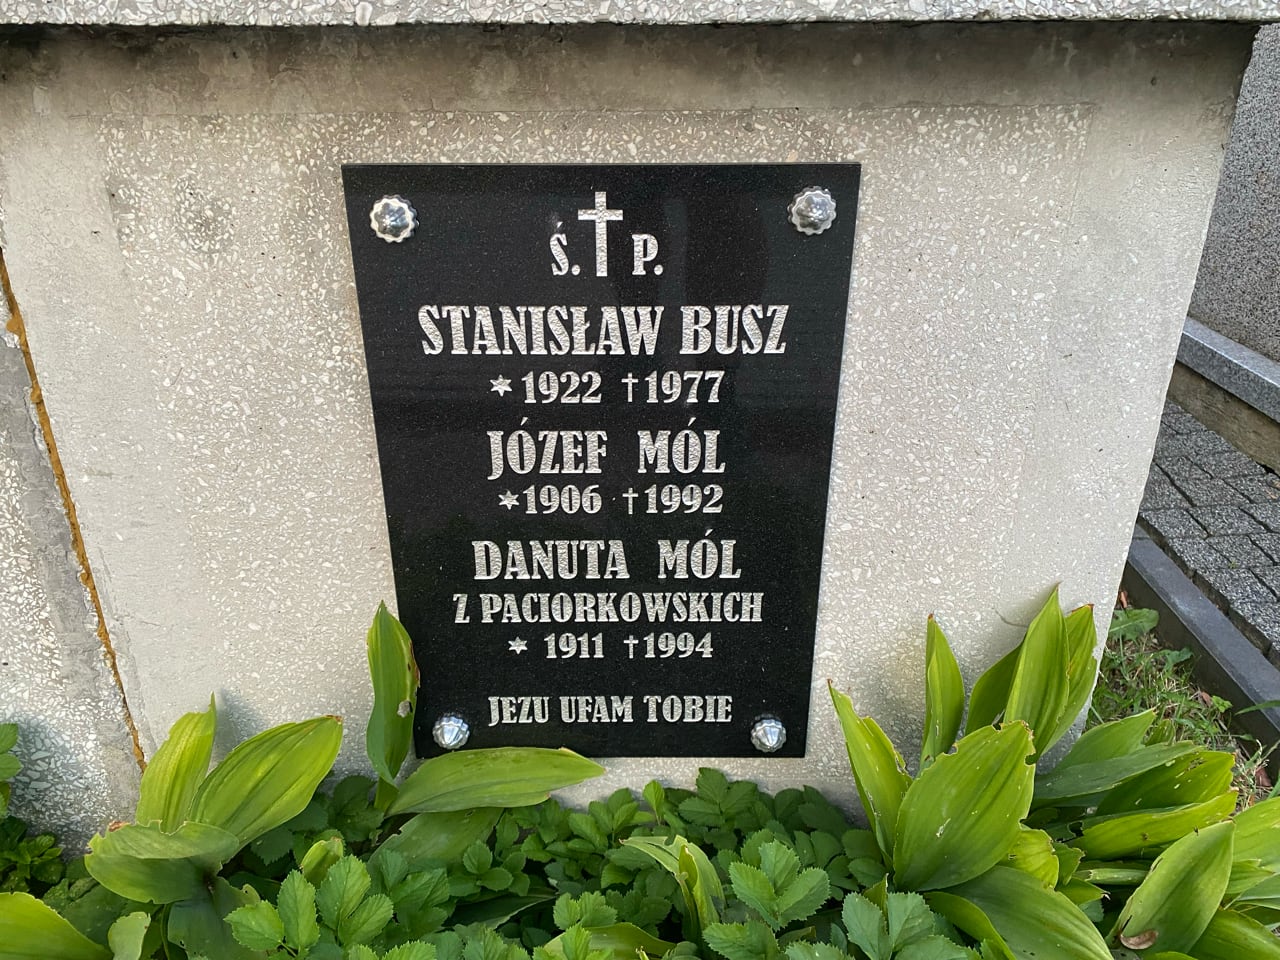 Ś. P.
STANISŁAW BUSZ
* 1922 † 1977
JÓZEF MÓL
* 1906 † 1992
DANUTA MÓL
Z PACIORKOWSKICH
* 1911 † 1994
JEZU UFAM TOBIE